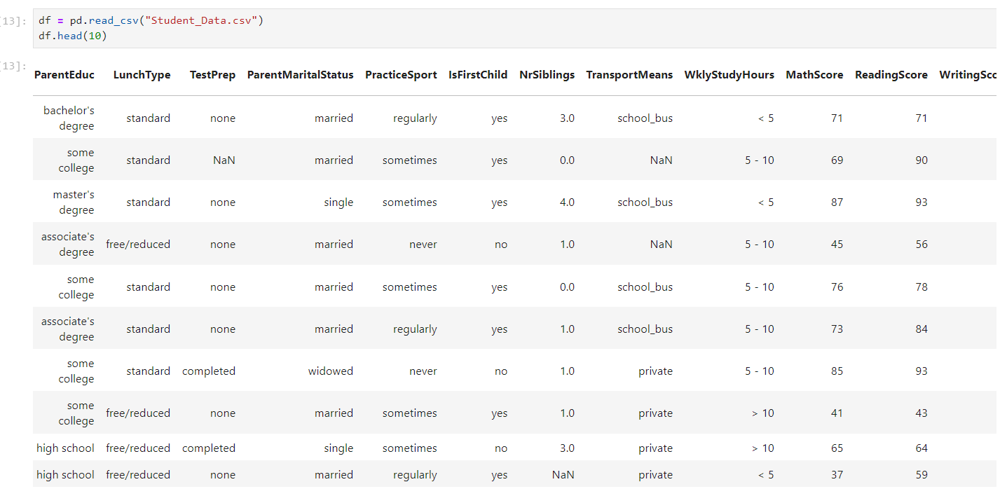 [13]: df = pd.read_csv("Student_Data.csv")
df.head(10)
[13]:
ParentEduc LunchType TestPrep ParentMaritalStatus PracticeSport IsFirstChild NrSiblings TransportMeans WklyStudyHours MathScore ReadingScore WritingSco
bachelor's
degree standard none married regularly yes 3.0 school_bus < 5 71 71
some
college standard NaN married sometimes yes 0.0 NaN 5 - 10 69 90
master's
degree standard none single sometimes yes 4.0 school_bus < 5 87 93
associate's
degree free/reduced none married never no 1.0 NaN 5 - 10 45 56
some
college standard none married sometimes yes 0.0 school_bus 5 - 10 76 78
associate's
degree standard none married regularly yes 1.0 school_bus 5 - 10 73 84
some
college standard completed widowed never no 1.0 private 5 - 10 85 93
some
college free/reduced none married sometimes yes 1.0 private > 10 41 43
high school free/reduced completed single sometimes no 3.0 private > 10 65 64
high school free/reduced none married regularly yes NaN private < 5 37 59